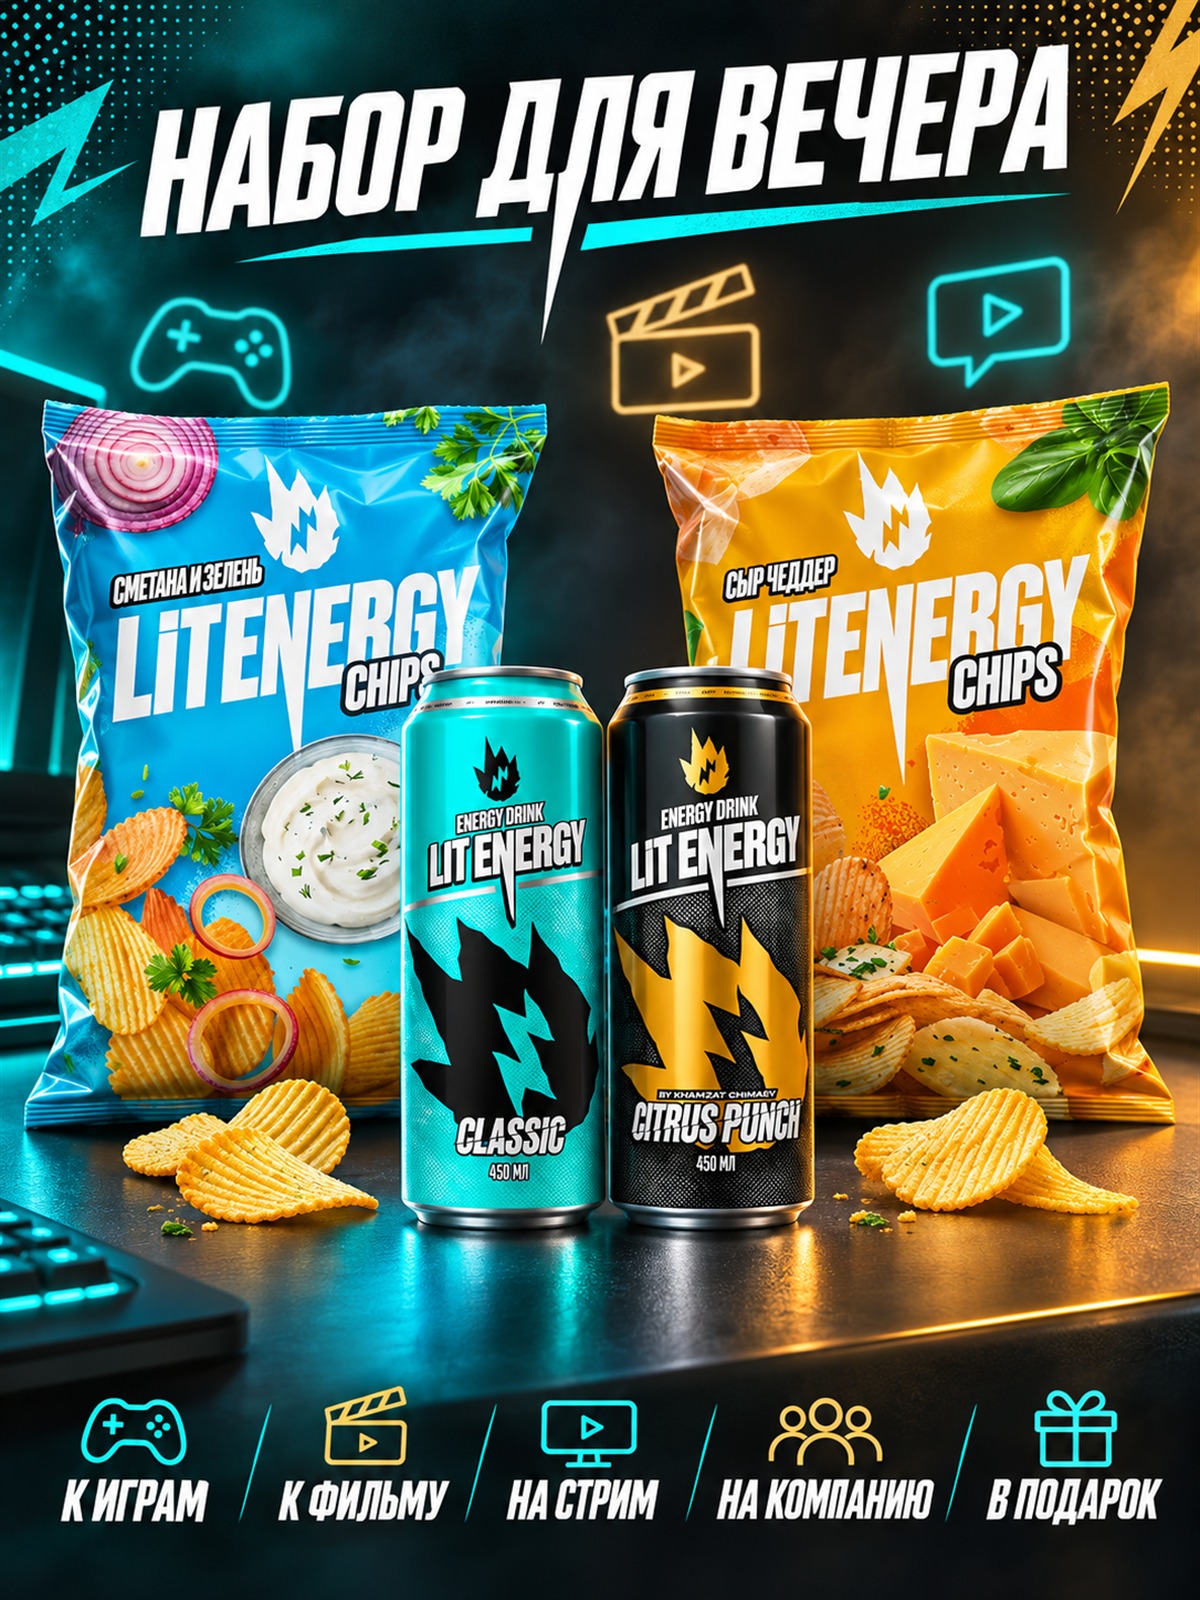 НАБОР ДЛЯ ВЕЧЕРА
СМЕТАНА И ЗЕЛЕНЬ
LITENERGY
CHIPS
СЫР ЧЕДДЕР
LITENERGY
CHIPS
ENERGY DRINK
LIT ENERGY
CLASSIC
450 МЛ
ENERGY DRINK
LIT ENERGY
BY KHAMZAT CHIMAEV
CITRUS PUNCH
450 МЛ
К ИГРАМ
К ФИЛЬМУ
НА СТРИМ
НА КОМПАНИЮ
В ПОДАРОК